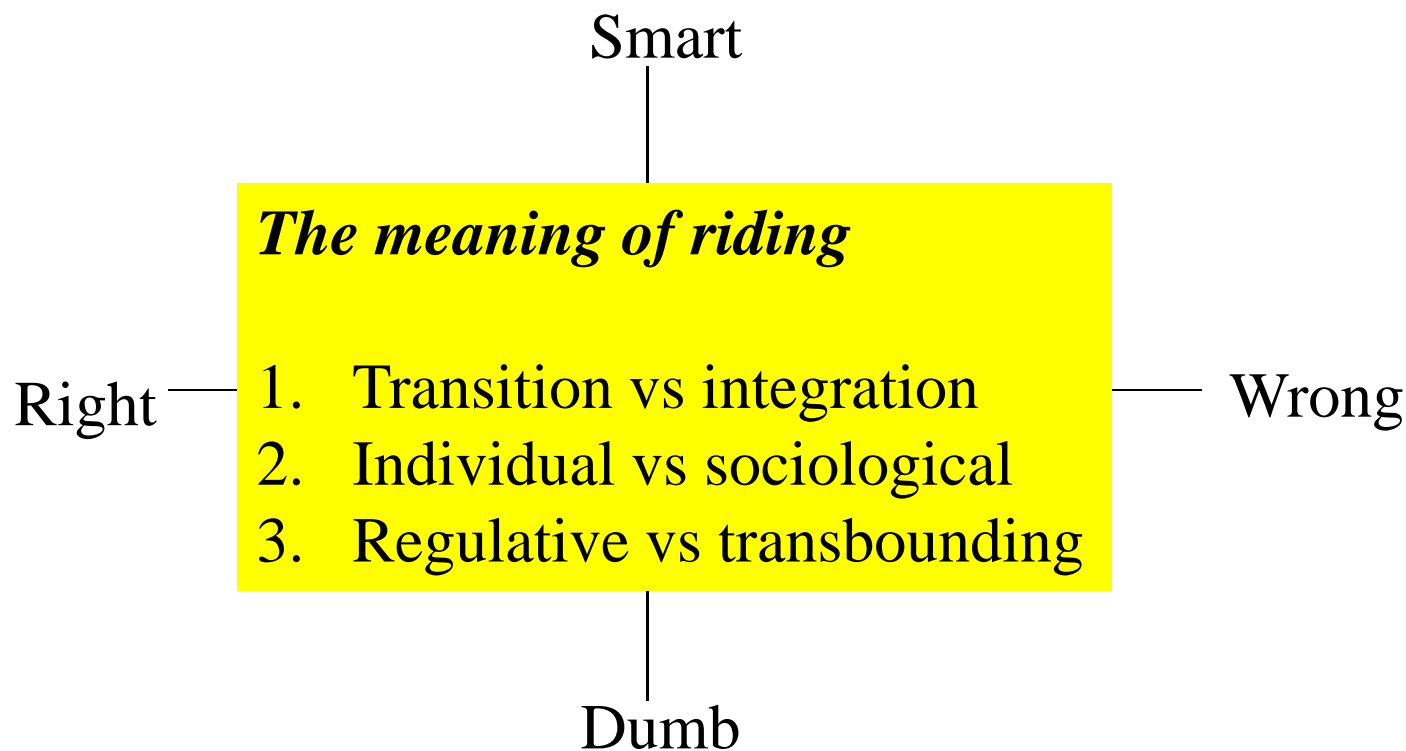 Smart
The meaning of riding
1. Transition vs integration
Right
Wrong
2. Individual vs sociological
3. Regulative vs transbounding
Dumb